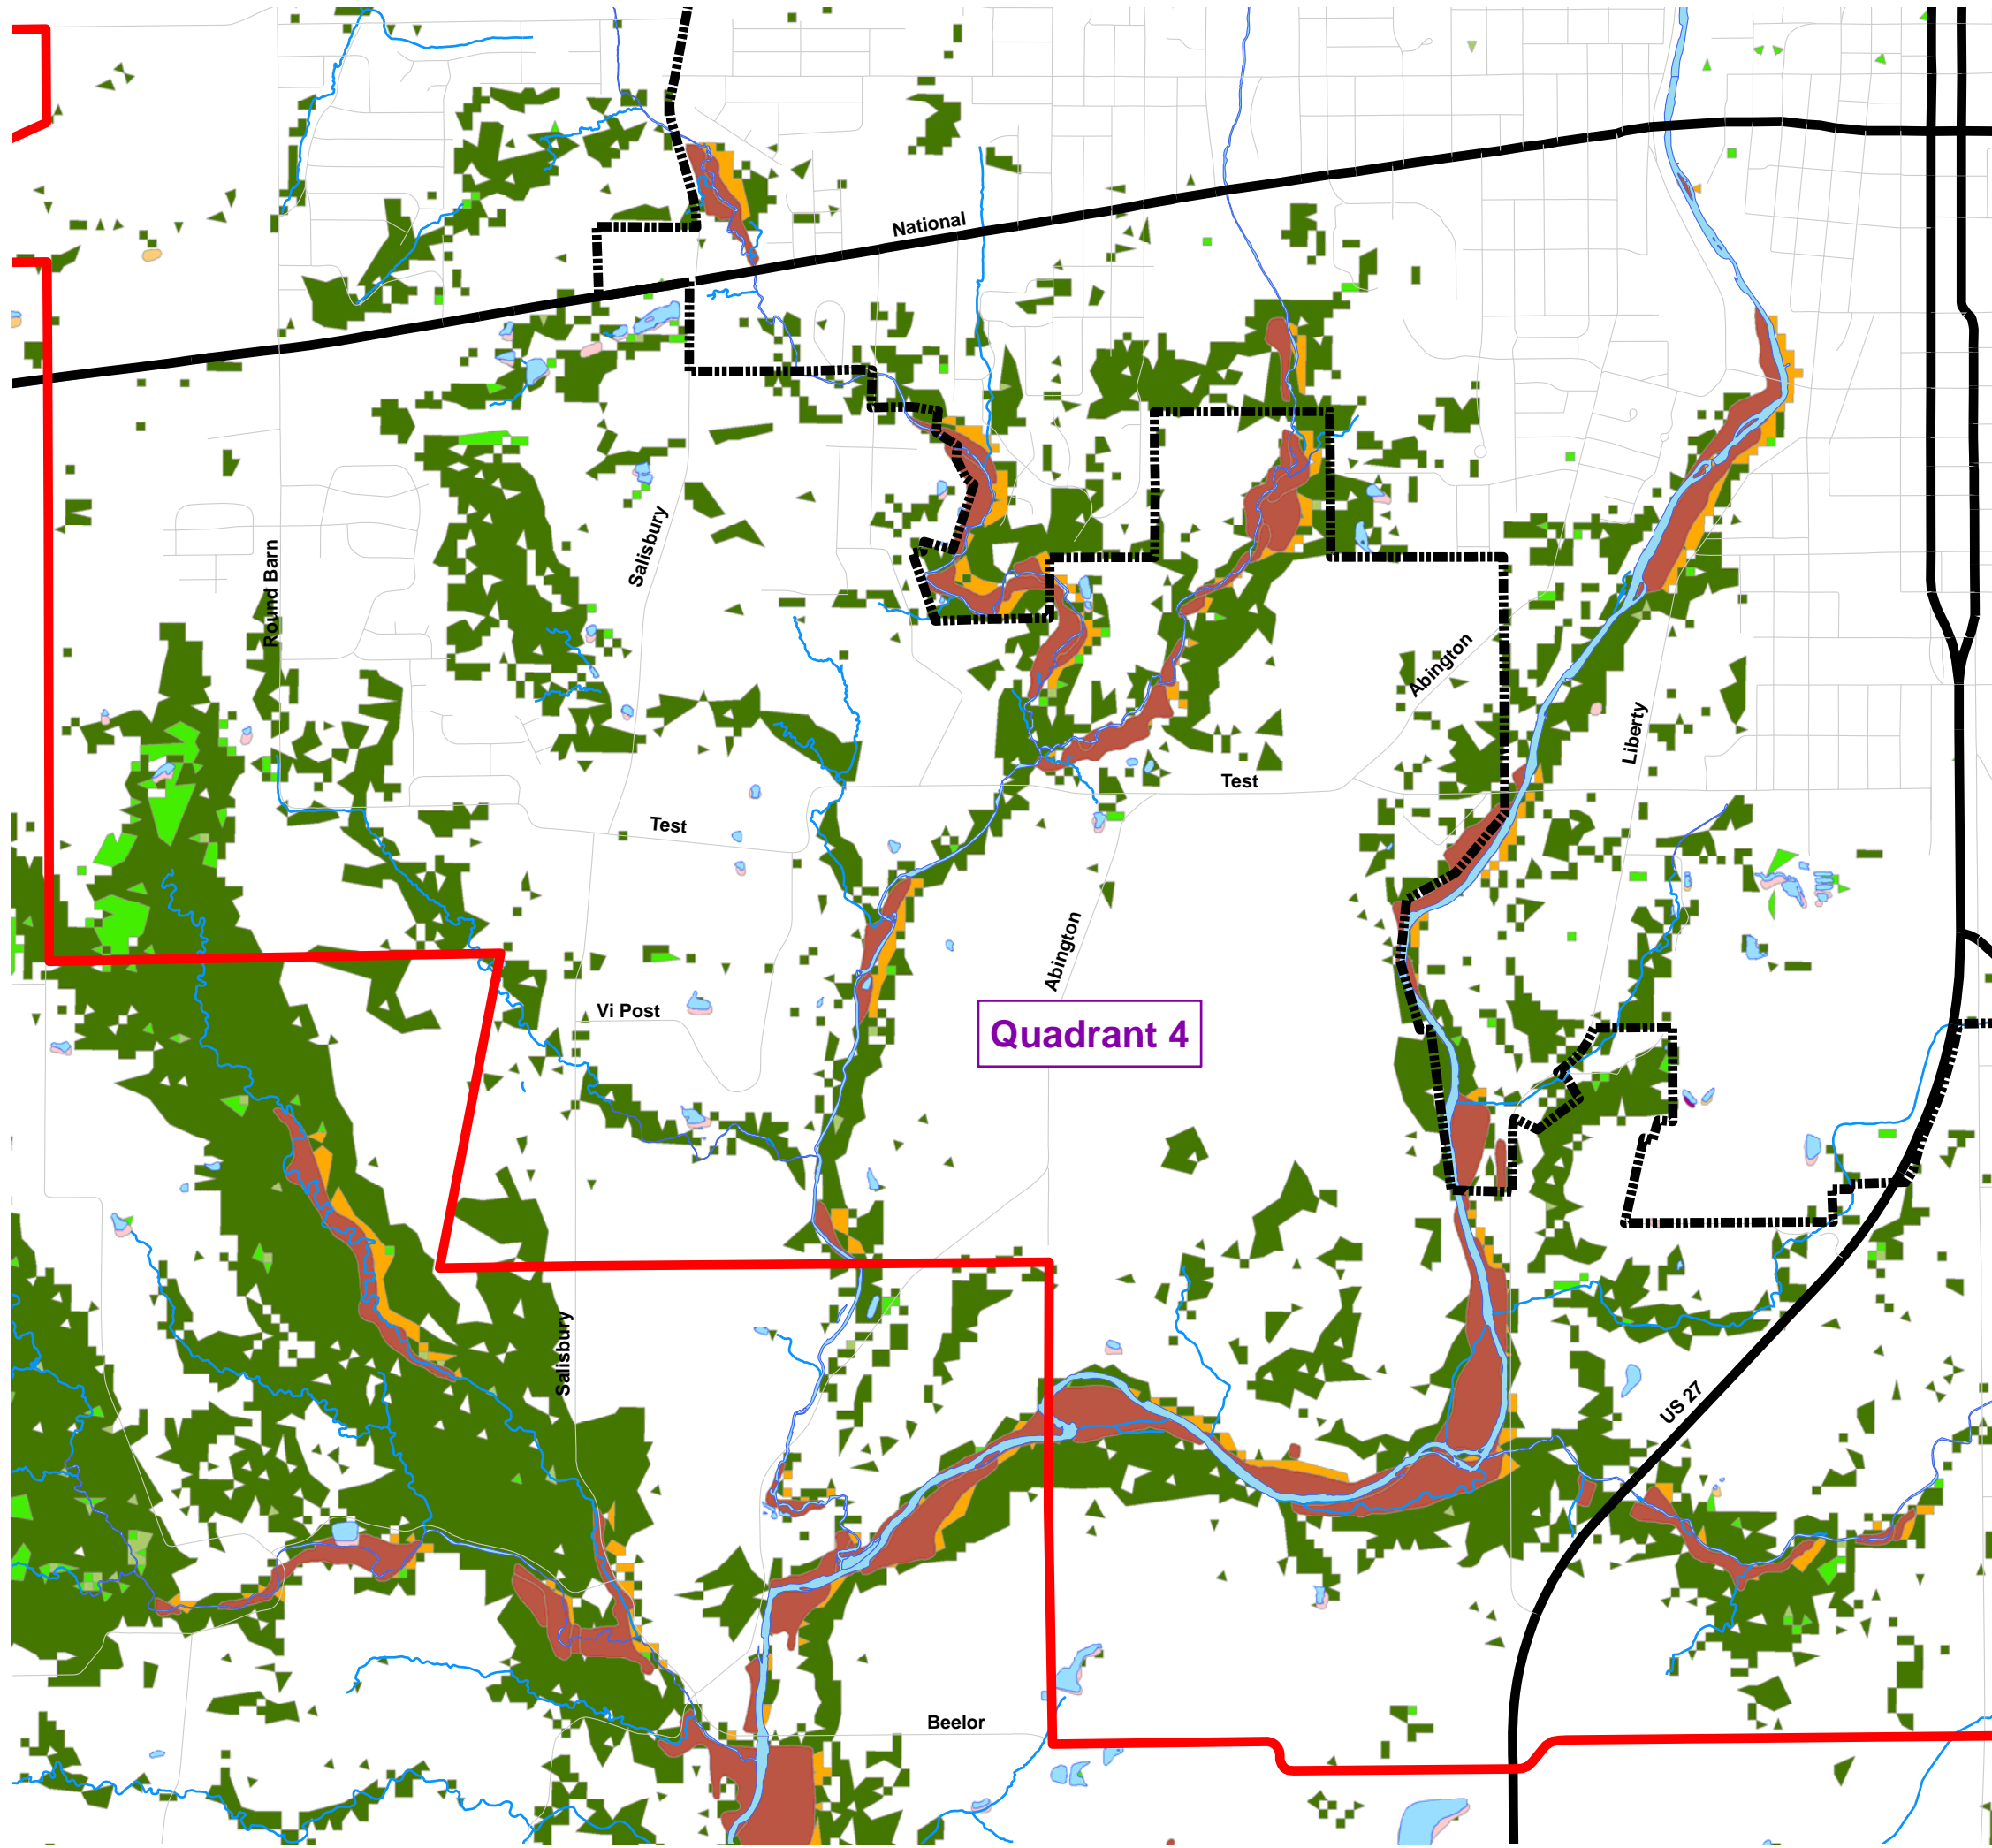 National
Salisbury
Round Barn
Abington
Liberty
Test
Test
Abington
Vi Post
Quadrant 4
Salisbury
US 27
Beelor